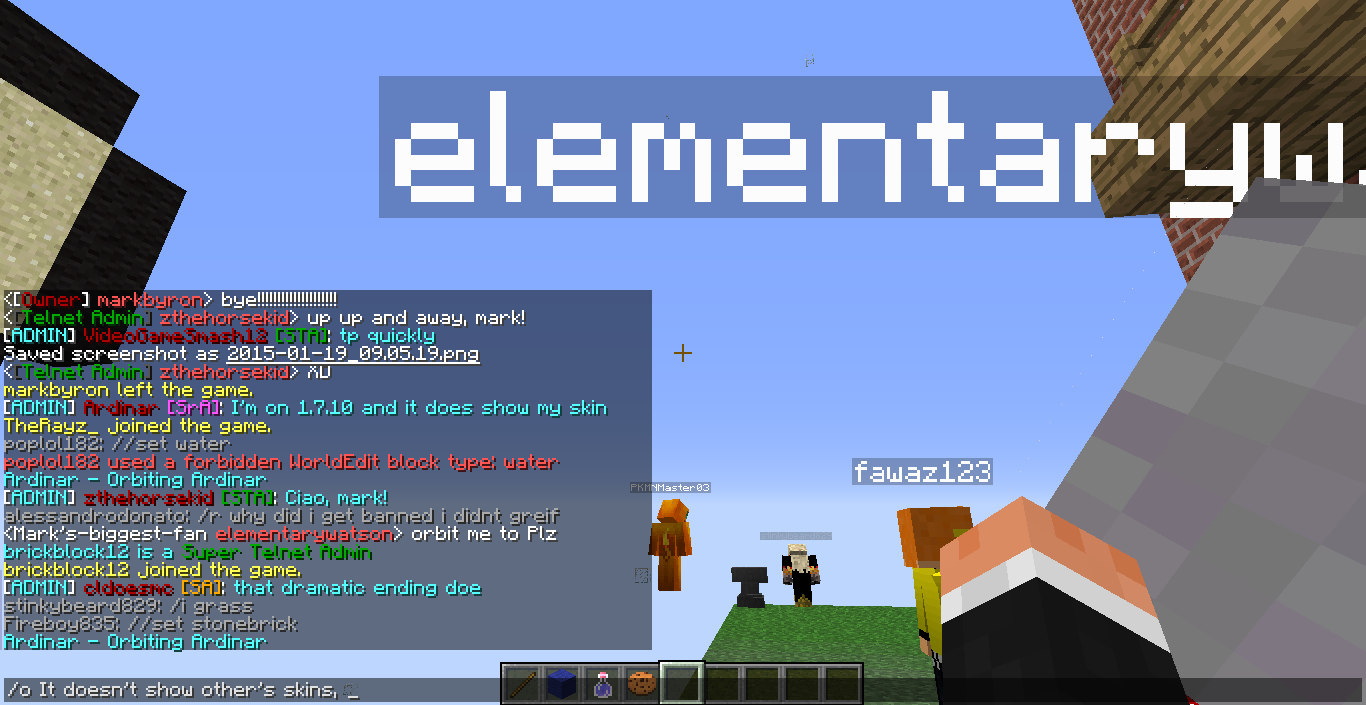 elementaryw
<[Owner] markbyron> bye!!!!!!!!!!!!!!!!!!!!
<[Telnet Admin] zthehorsekid> up up and away, mark!
[ADMIN] VideoGameSmash12 [STA]: tp quickly
Saved screenshot as 2015-01-19_09.05.19.png
<[Telnet Admin] zthehorsekid> XD
markbyron left the game.
[ADMIN] Ardinar [SrA]: I'm on 1.7.10 and it does show my skin
TheRayz_ joined the game.
poplol182: //set water
poplol182 used a forbidden WorldEdit block type: water
Ardinar - Orbiting Ardinar
[ADMIN] zthehorsekid [STA]: Ciao, mark!
alessandrodonato: /r why did i get banned i didnt greif
<Mark's-biggest-fan elementarywatson> orbit me to Plz
brickblock12 is a Super Telnet Admin
brickblock12 joined the game.
[ADMIN] cldoesmc [SA]: that dramatic ending doe
stinkybeard829: /i grass
Fireboy835: //set stonebrick
Ardinar - Orbiting Ardinar
PKMNMaster03
fawaz123
/o It doesn't show other's skins, _